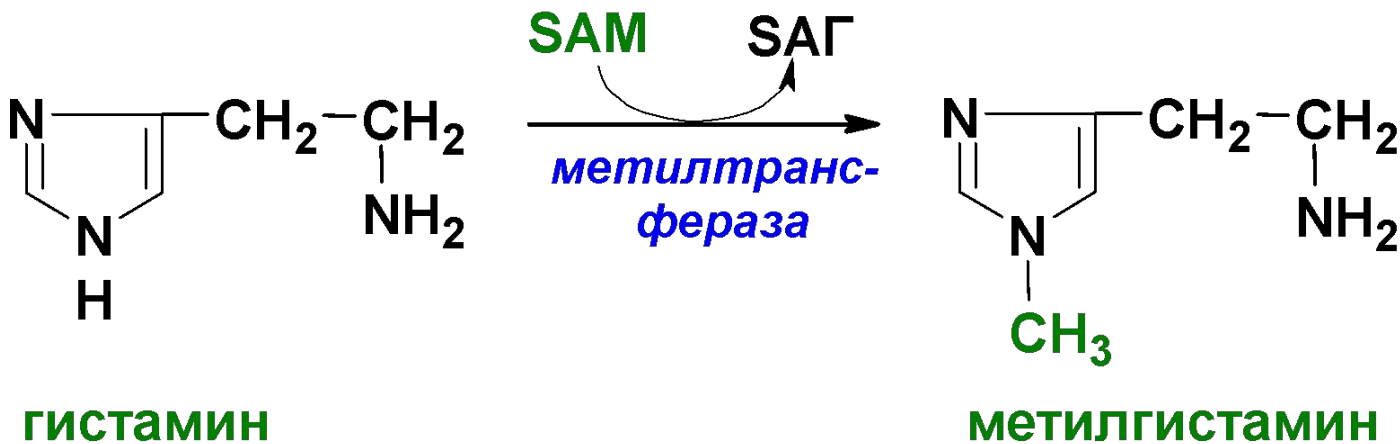 SAM SAГ
N CH₂ CH₂
N H
NH₂
метилтранс-
фераза
N CH₂ CH₂
N
NH₂
CH₃
гистамин метилгистамин